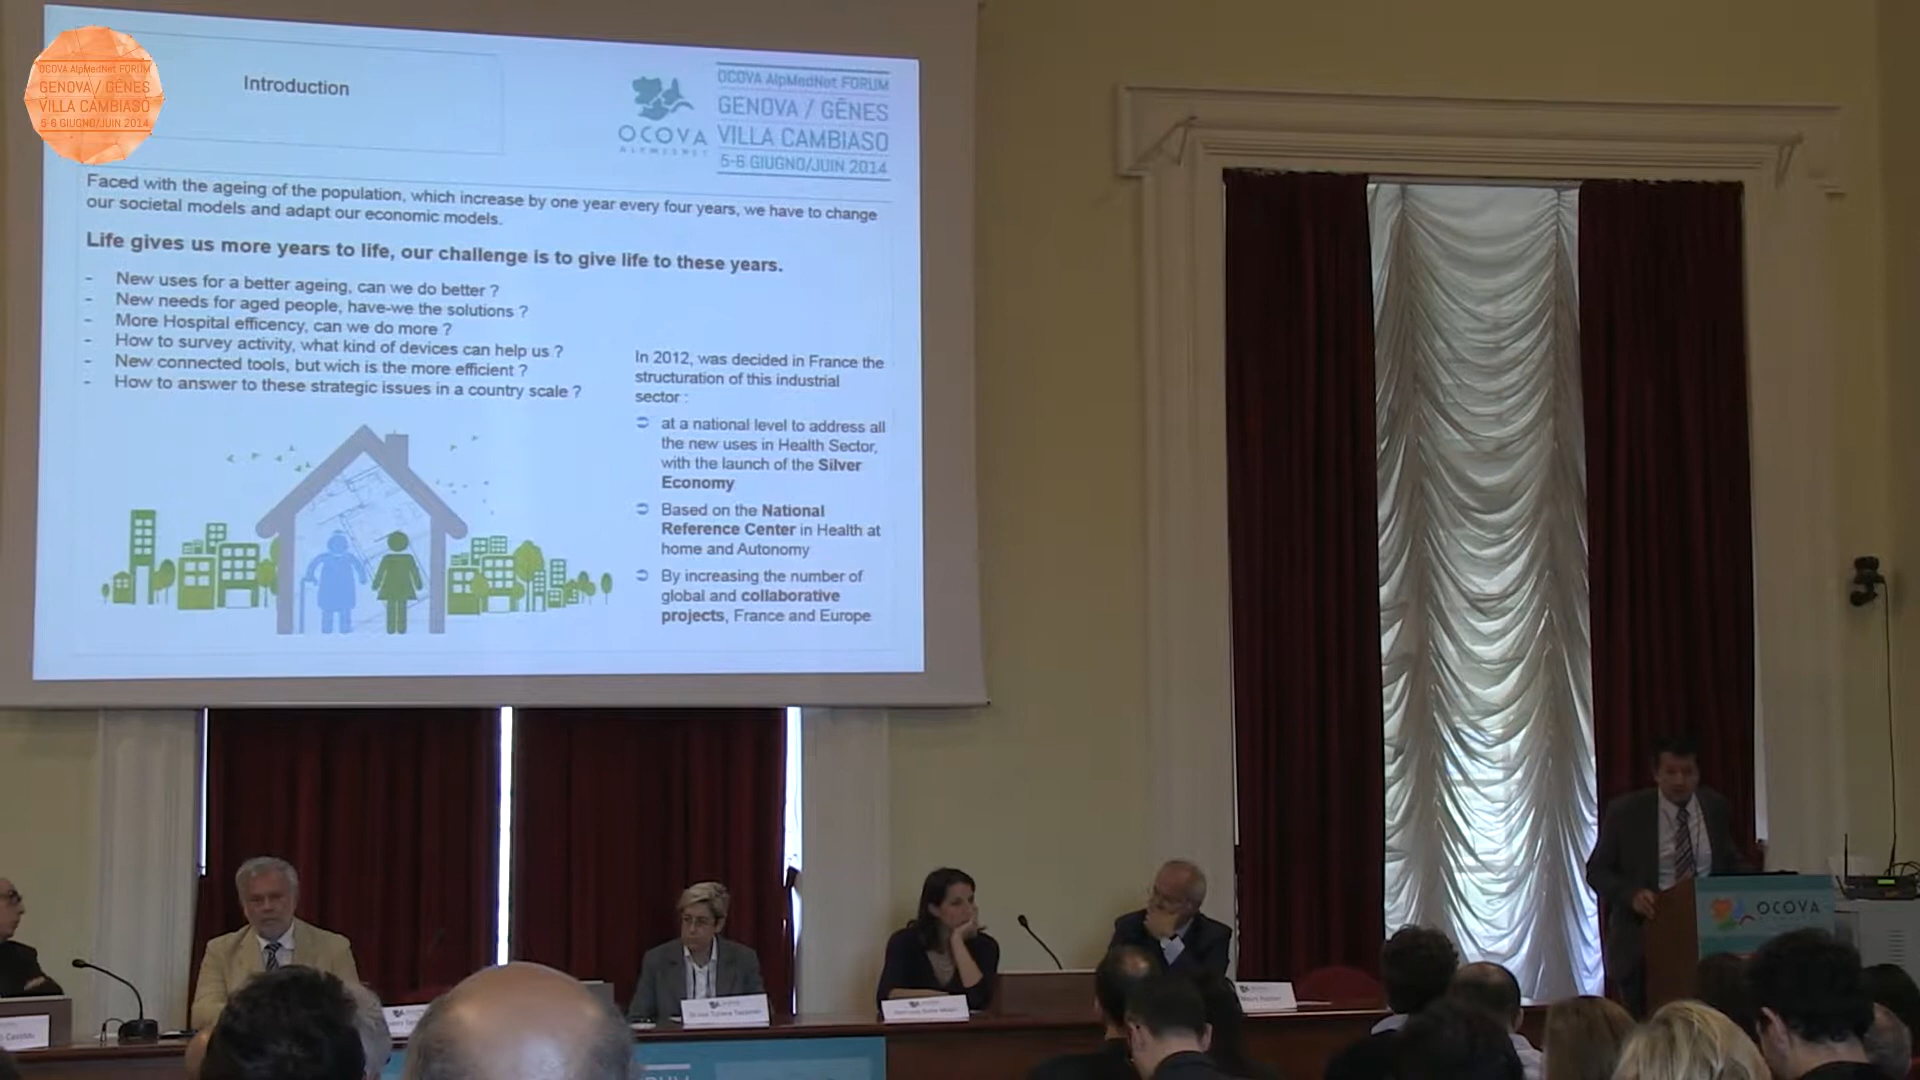 OCOVA AlpMedNet FORUM
GENOVA / GÊNES
VILLA CAMBIASO
5-6 GIUGNO/JUIN 2014
Introduction
OCOVA
ALPMEDNET
OCOVA AlpMedNet FORUM
GENOVA / GÊNES
VILLA CAMBIASO
5-6 GIUGNO/JUIN 2014
Faced with the ageing of the population, which increase by one year every four years, we have to change
our societal models and adapt our economic models.
Life gives us more years to life, our challenge is to give life to these years.
- New uses for a better ageing, can we do better ?
- New needs for aged people, have-we the solutions ?
- More Hospital efficency, can we do more ?
- How to survey activity, what kind of devices can help us ?
- New connected tools, but wich is the more efficient ?
- How to answer to these strategic issues in a country scale ?
In 2012, was decided in France the
structuration of this industrial
sector :
at a national level to address all
the new uses in Health Sector,
with the launch of the Silver
Economy
Based on the National
Reference Center in Health at
home and Autonomy
By increasing the number of
global and collaborative
projects, France and Europe
OCOVA